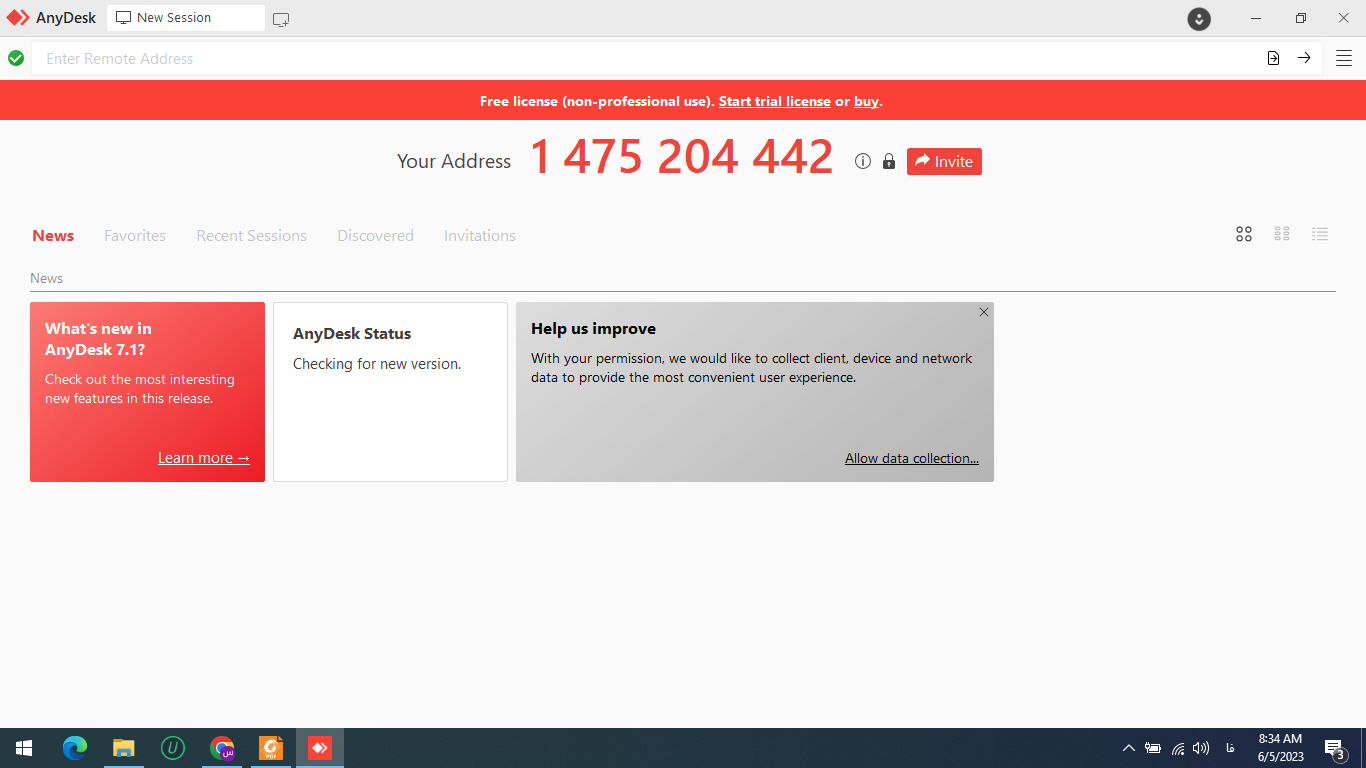 AnyDesk
New Session
Enter Remote Address
Free license (non-professional use). Start trial license or buy.
Your Address 1 475 204 442 Invite
News Favorites Recent Sessions Discovered Invitations
News
What's new in
AnyDesk 7.1?
Check out the most interesting
new features in this release.
Learn more →
AnyDesk Status
Checking for new version.
Help us improve
With your permission, we would like to collect client, device and network
data to provide the most convenient user experience.
Allow data collection...
U
س
PDF
فا
8:34 AM
6/5/2023
3